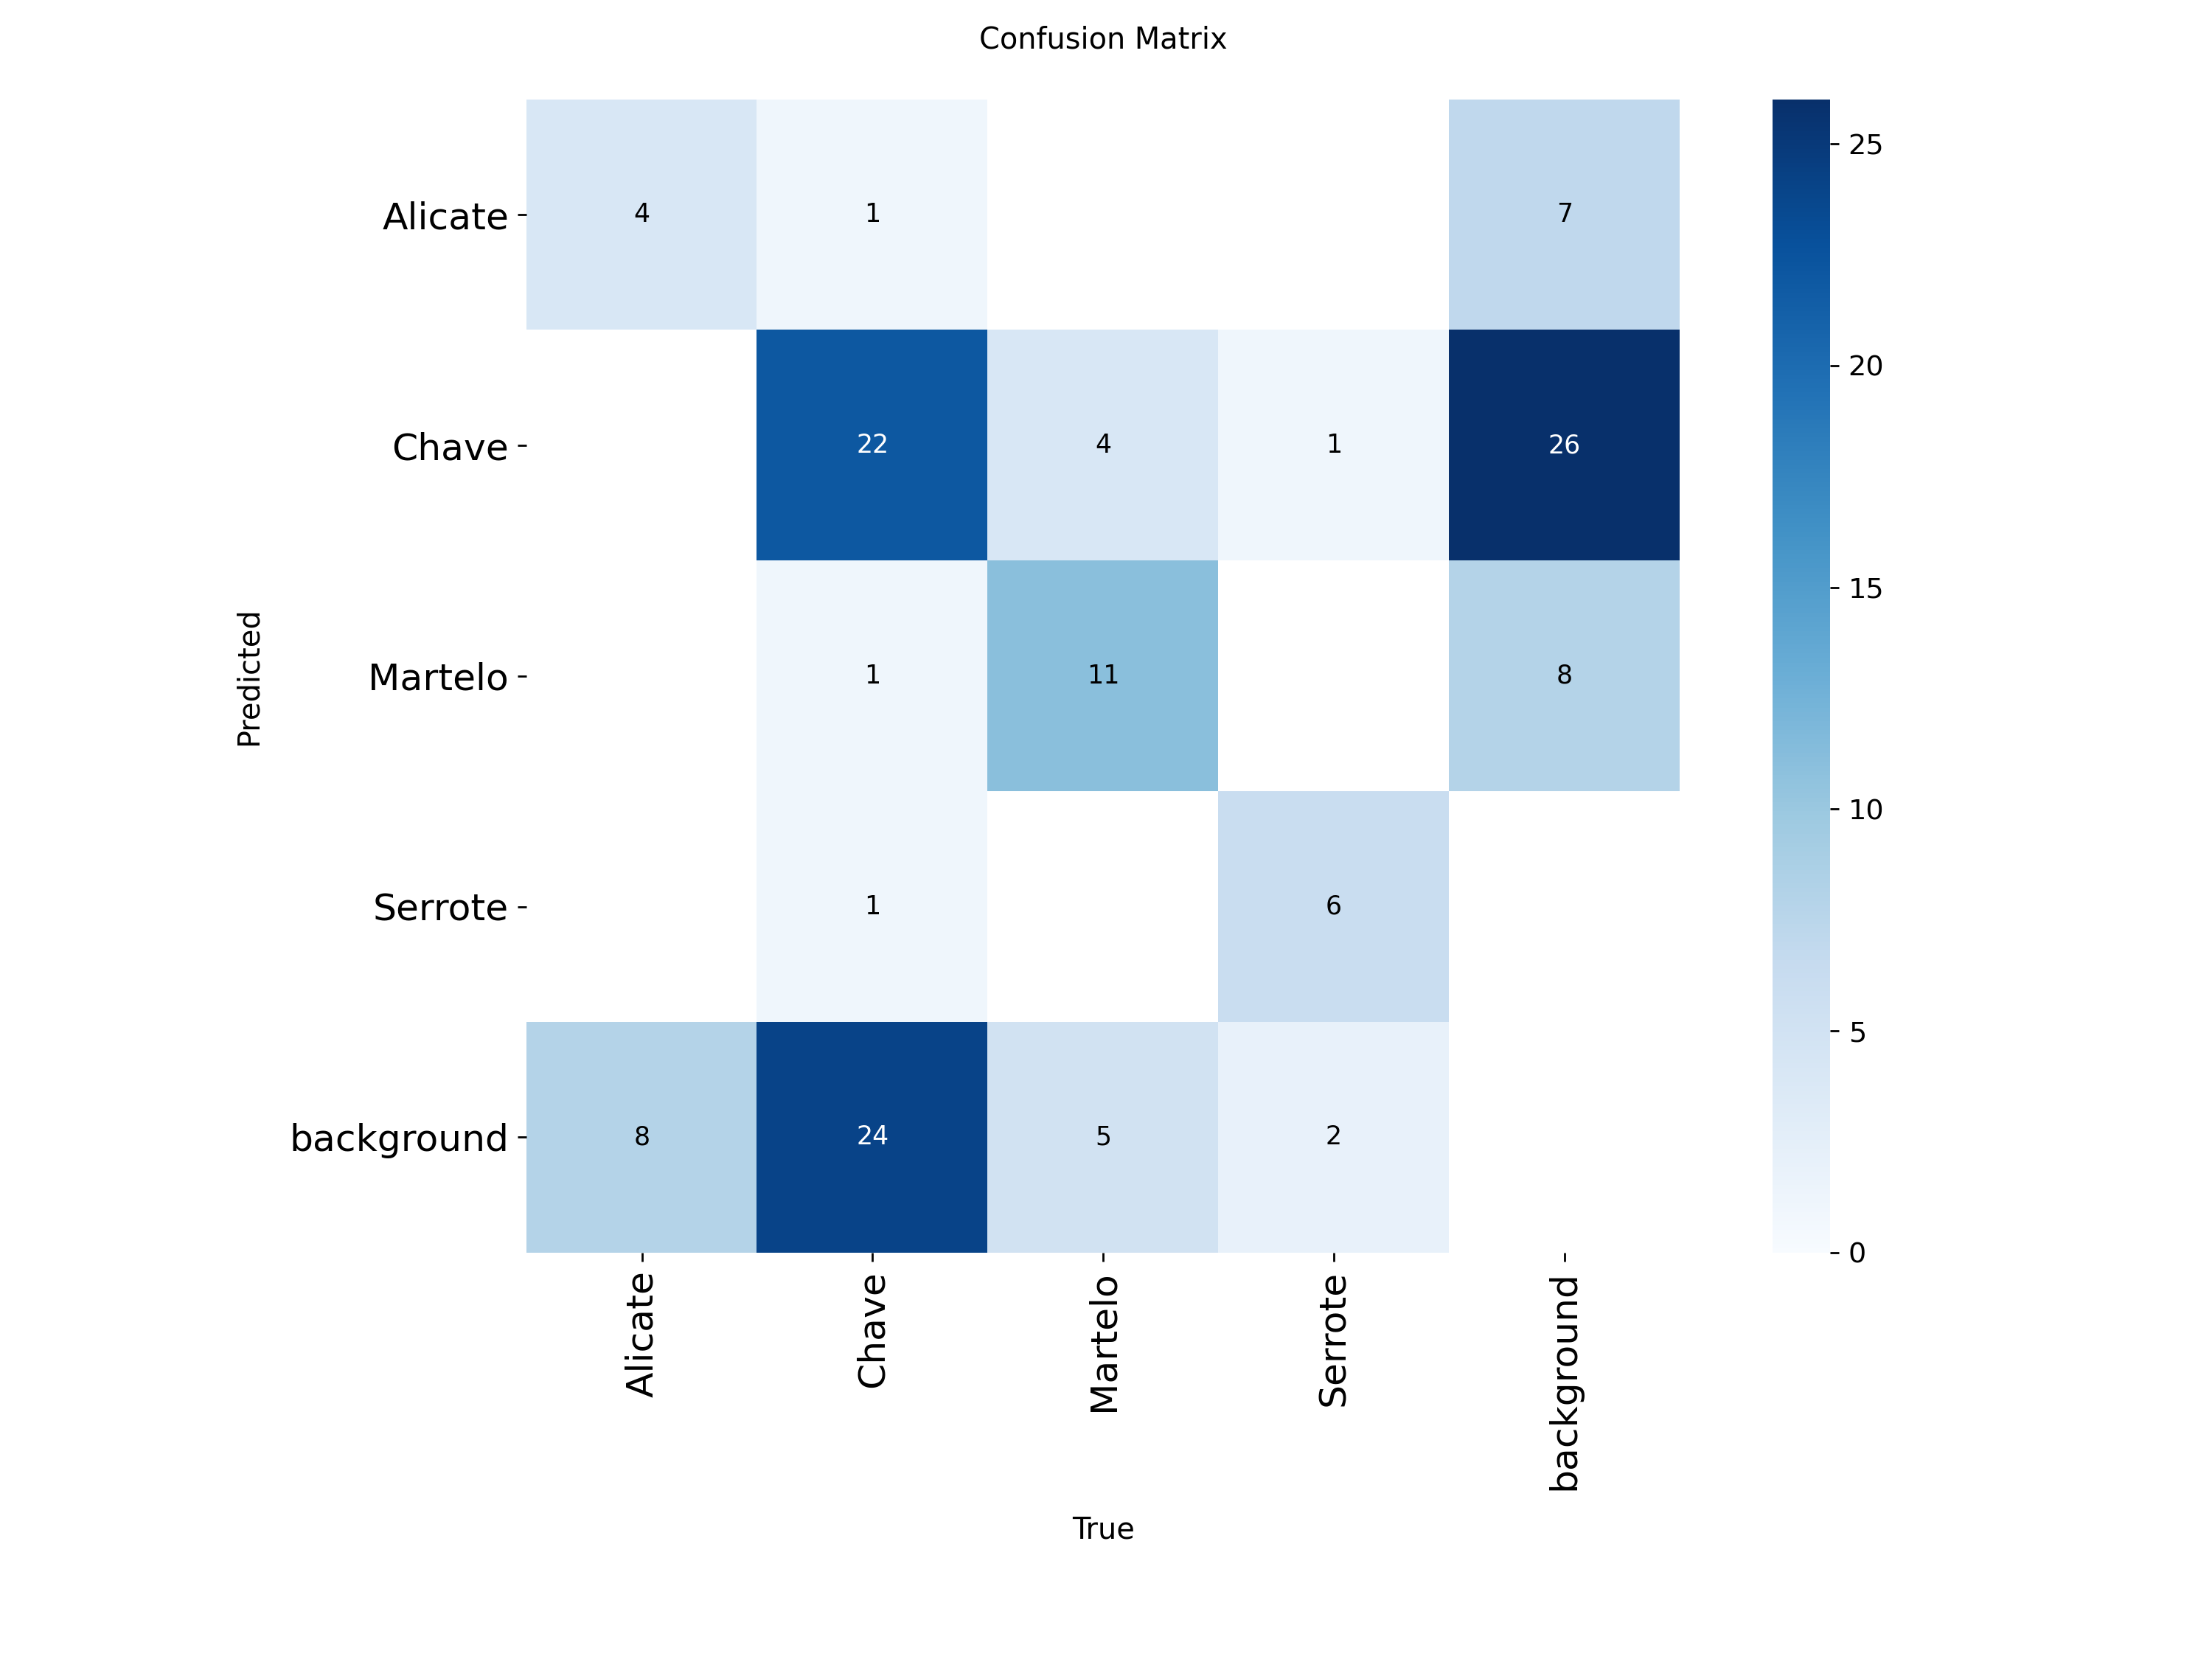 Confusion Matrix
Alicate 4 1 7 25
Chave 22 4 1 26 20
Martelo 1 11 8 15
Serrote 1 6 10
background 8 24 5 2 5
0
Predicted
Alicate Chave Martelo Serrote background
True